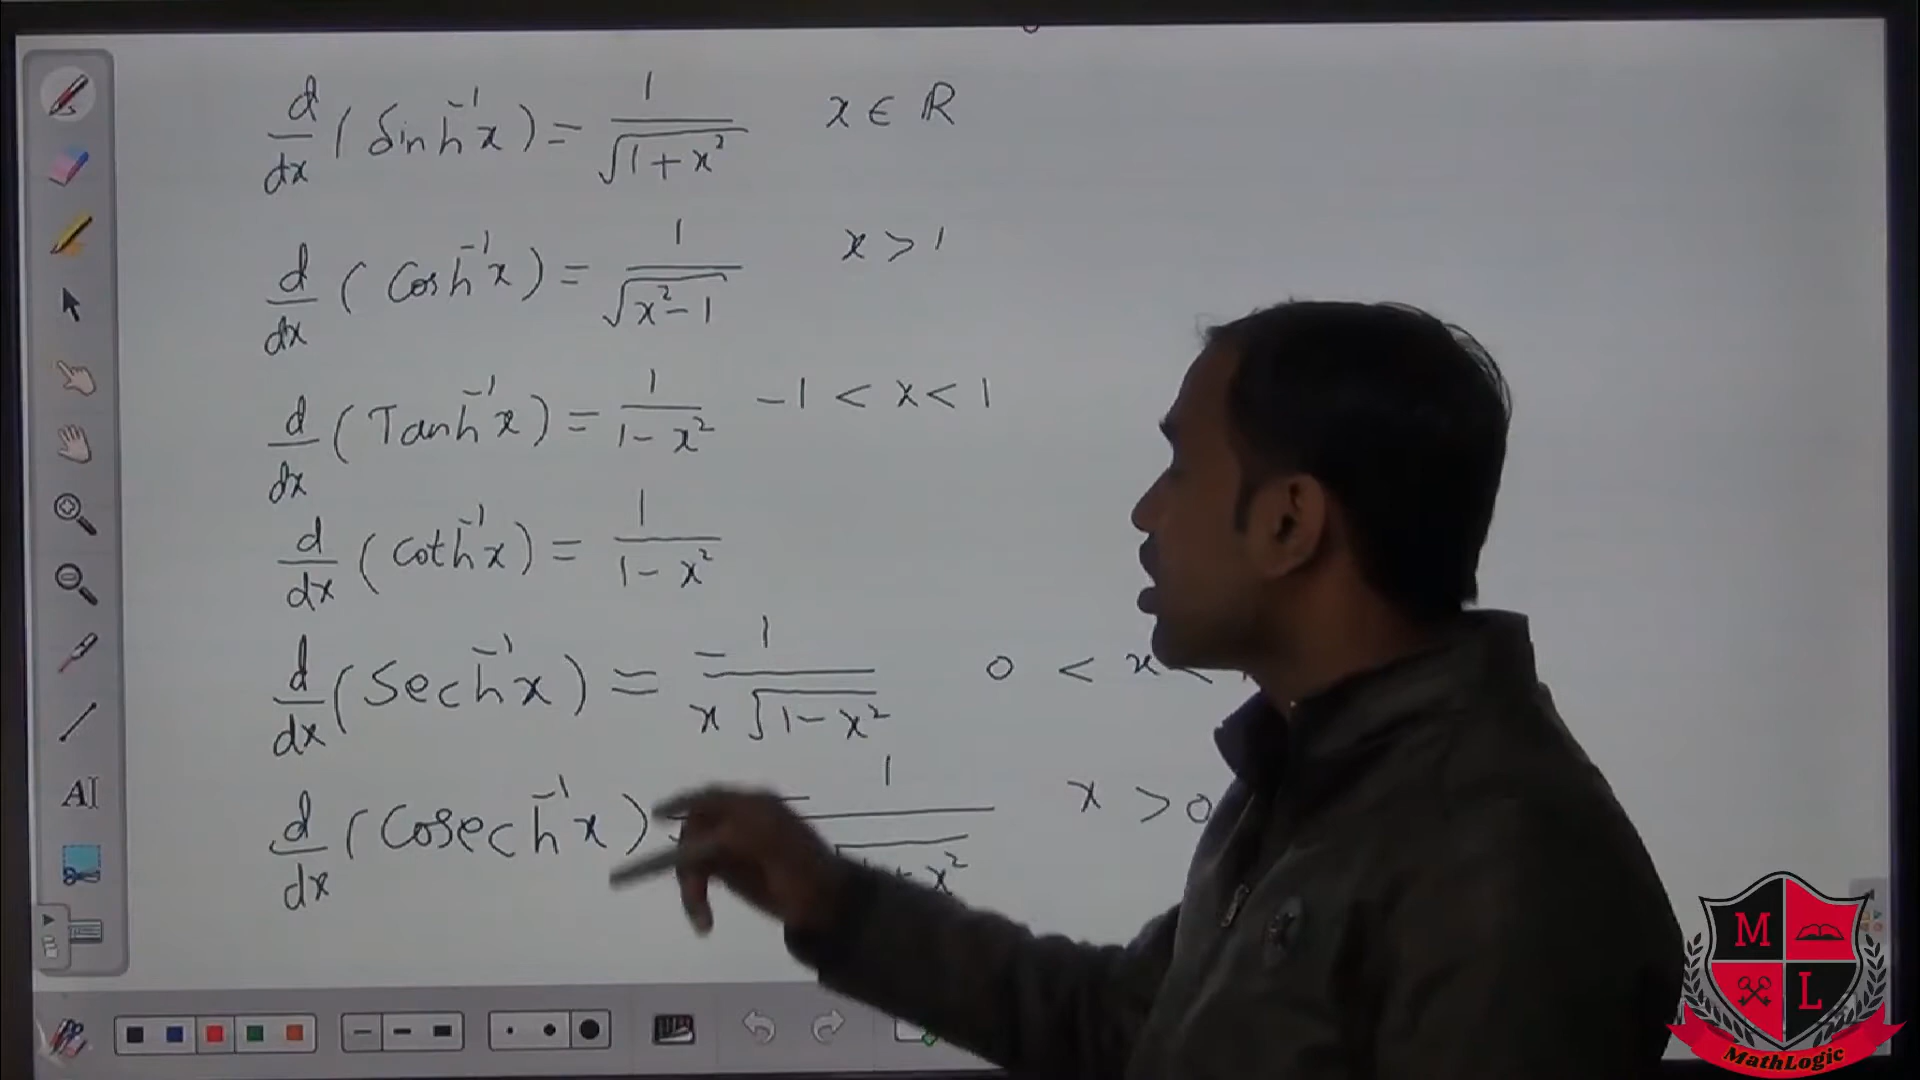 d/dx (Sinh⁻¹x) = 1/√(1+x²) x ∈ ℝ
d/dx (Cosh⁻¹x) = 1/√(x²-1) x > 1
d/dx (Tanh⁻¹x) = 1/(1-x²) -1 < x < 1
d/dx (Coth⁻¹x) = 1/(1-x²)
d/dx (Sech⁻¹x) = -1/(x√(1-x²)) 0 < x <
d/dx (Cosech⁻¹x) 1 x² x > 0
AI
M
L
MathLogic